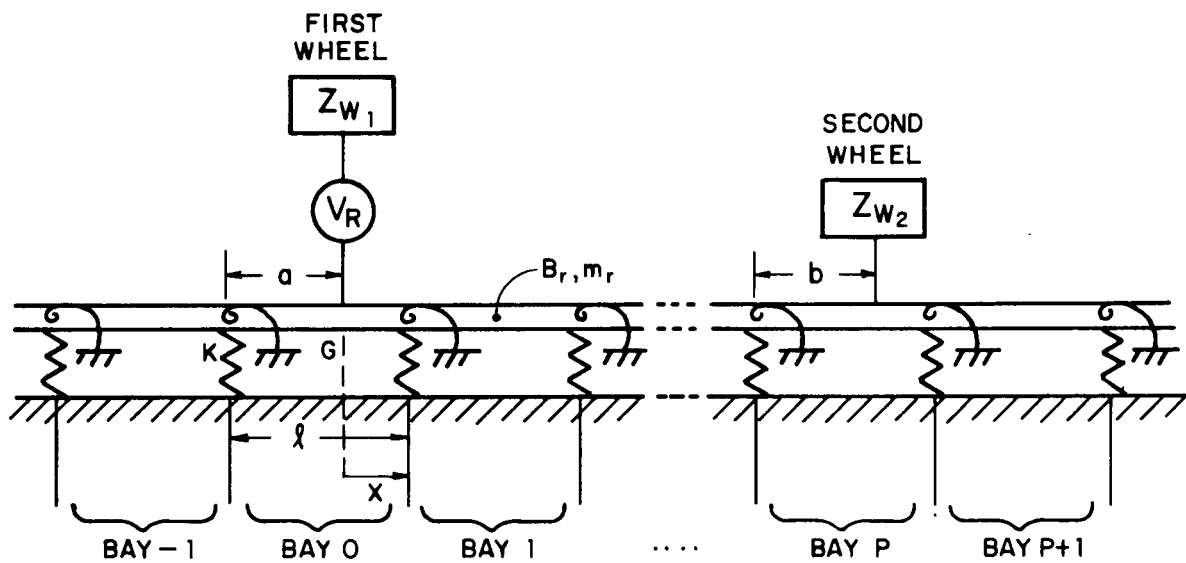 FIRST
WHEEL
Z_W1
V_R
SECOND
WHEEL
Z_W2
a
B_r, m_r
b
K
G
ℓ
X
BAY -1
BAY 0
BAY 1
....
BAY P
BAY P+1